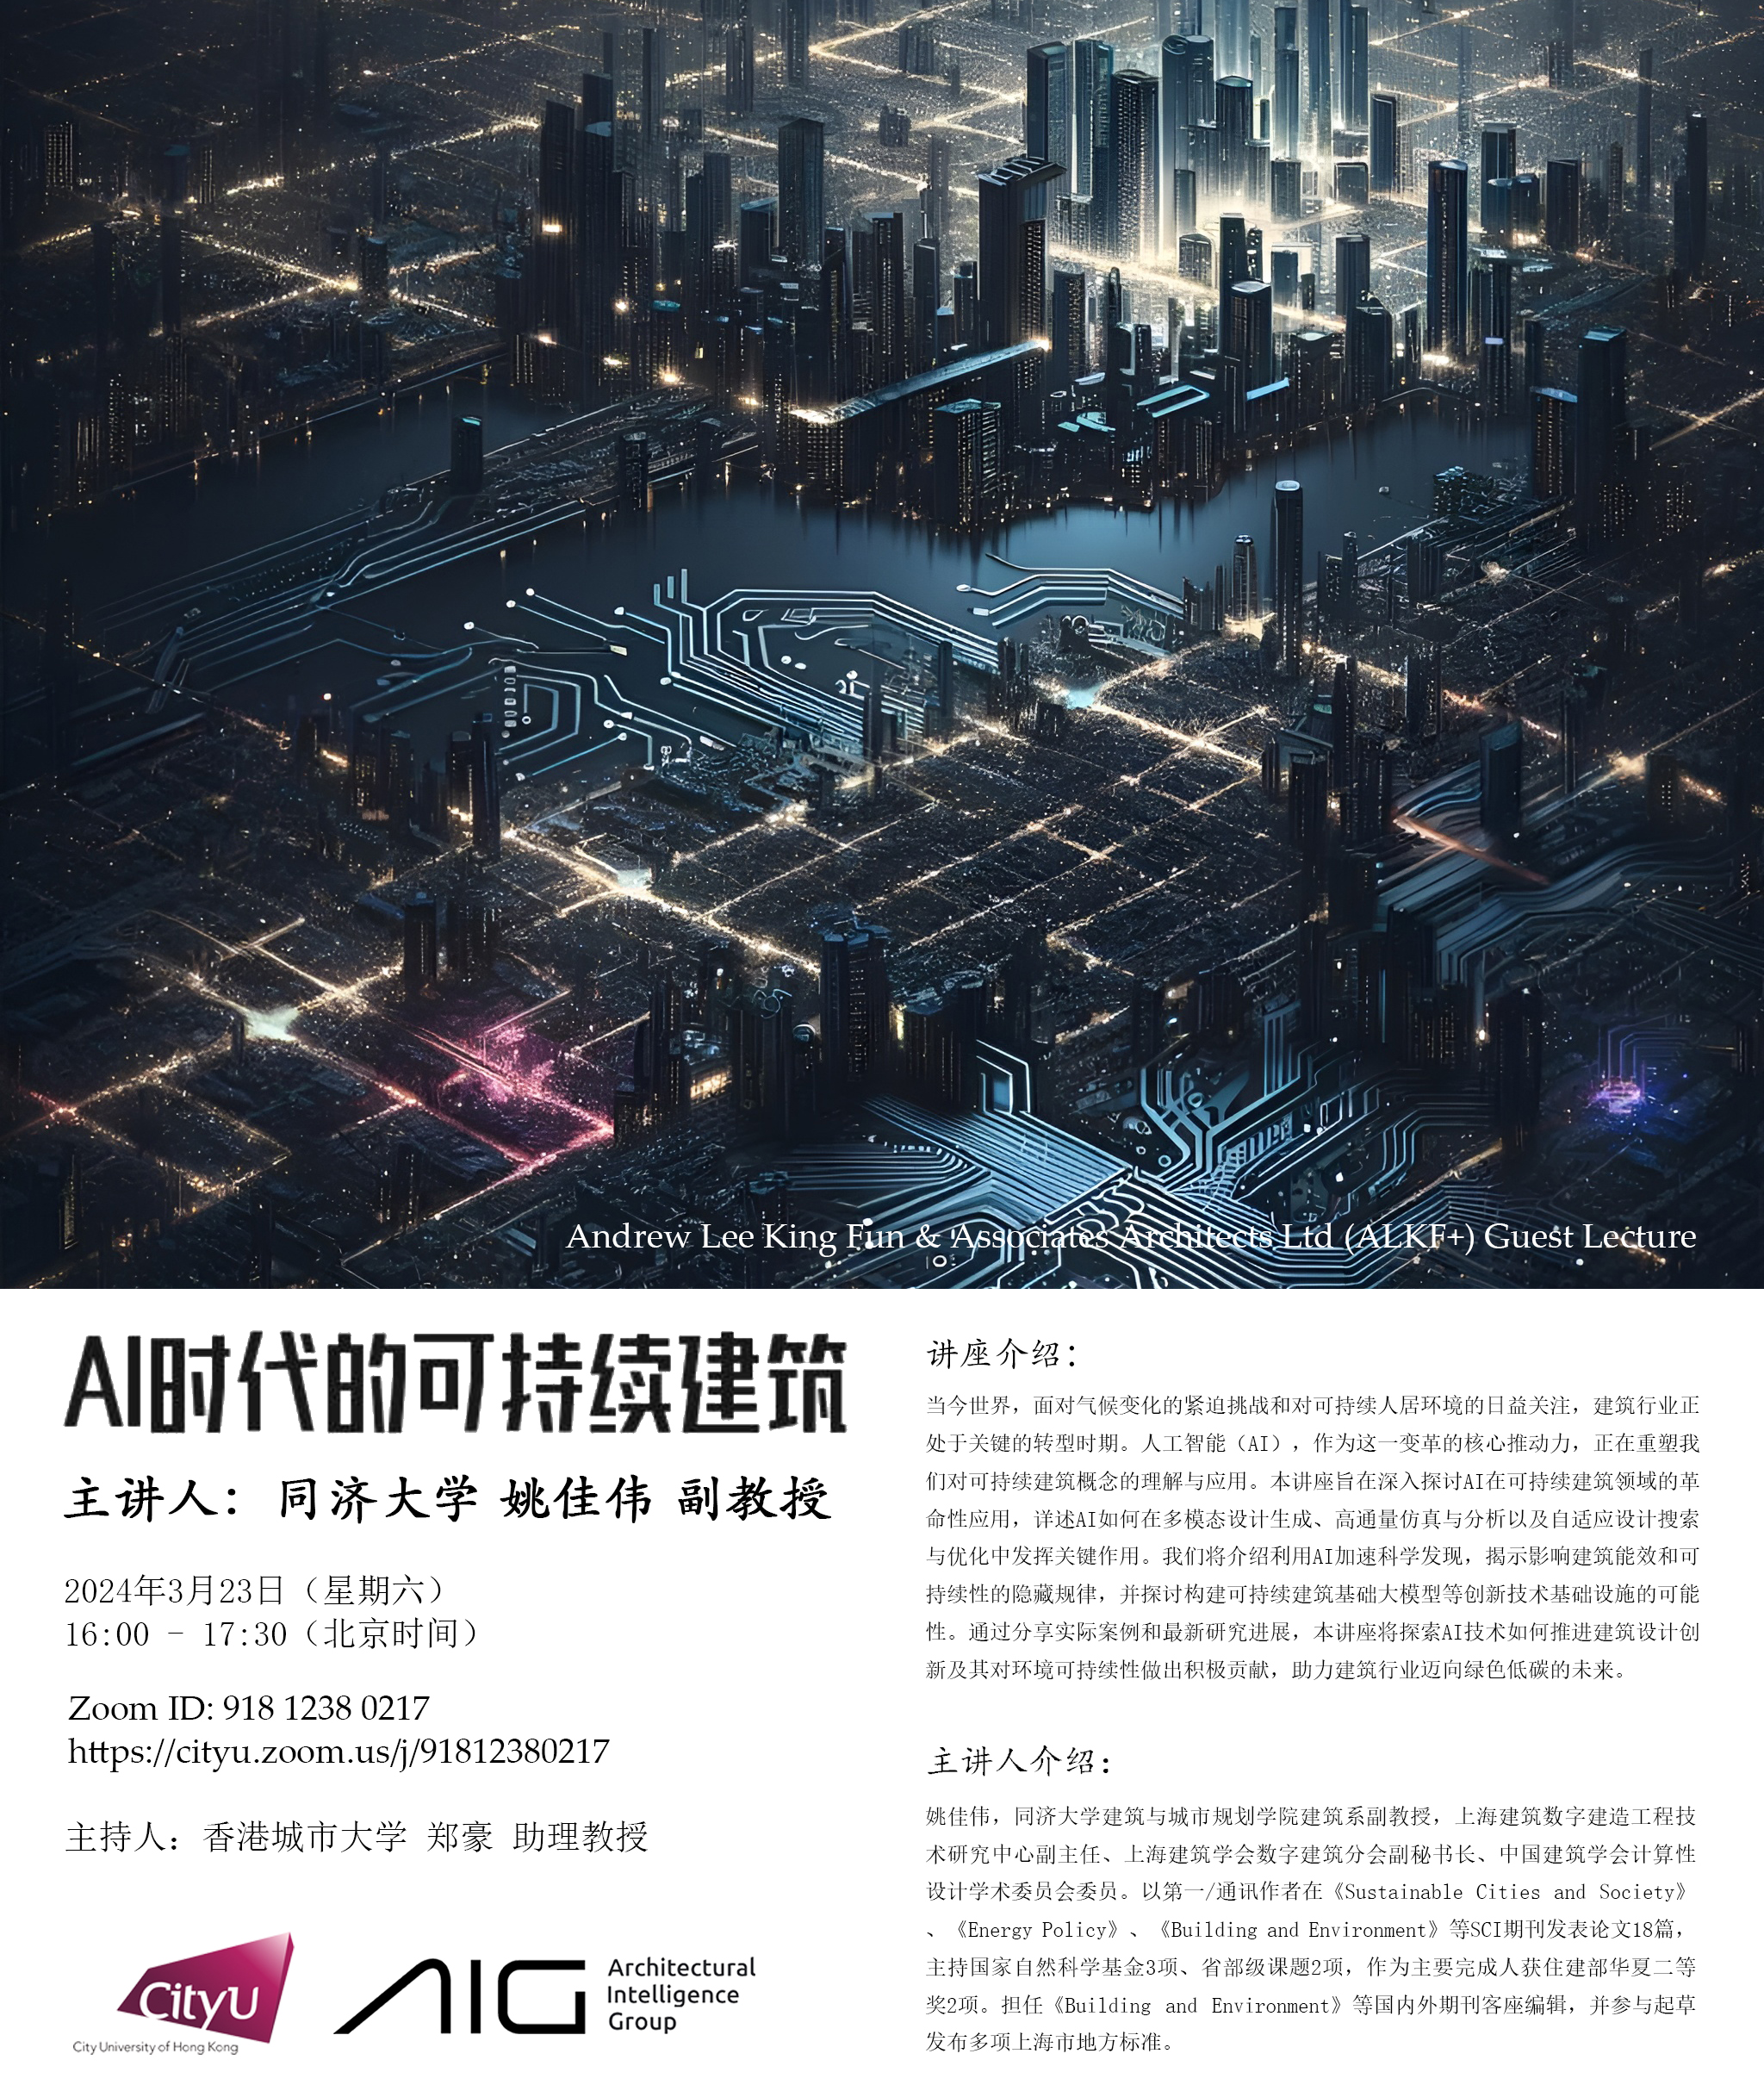 Andrew Lee King Fun & Associates Architects Ltd (ALKF+) Guest Lecture
AI时代的可持续建筑
主讲人：同济大学 姚佳伟 副教授
2024年3月23日（星期六）
16:00 - 17:30（北京时间）
Zoom ID: 918 1238 0217
https://cityu.zoom.us/j/91812380217
主持人：香港城市大学 郑豪 助理教授
CityU
City University of Hong Kong
AIG
Architectural
Intelligence
Group
讲座介绍：
当今世界，面对气候变化的紧迫挑战和对可持续人居环境的日益关注，建筑行业正
处于关键的转型时期。人工智能（AI），作为这一变革的核心推动力，正在重塑我
们对可持续建筑概念的理解与应用。本讲座旨在深入探讨AI在可持续建筑领域的革
命性应用，详述AI如何在多模态设计生成、高通量仿真与分析以及自适应设计搜索
与优化中发挥关键作用。我们将介绍利用AI加速科学发现，揭示影响建筑能效和可
持续性的隐藏规律，并探讨构建可持续建筑基础大模型等创新技术基础设施的可能
性。通过分享实际案例和最新研究进展，本讲座将探索AI技术如何推进建筑设计创
新及其对环境可持续性做出积极贡献，助力建筑行业迈向绿色低碳的未来。
主讲人介绍：
姚佳伟，同济大学建筑与城市规划学院建筑系副教授，上海建筑数字建造工程技
术研究中心副主任、上海建筑学会数字建筑分会副秘书长、中国建筑学会计算性
设计学术委员会委员。以第一/通讯作者在《Sustainable Cities and Society》
、《Energy Policy》、《Building and Environment》等SCI期刊发表论文18篇，
主持国家自然科学基金3项、省部级课题2项，作为主要完成人获住建部华夏二等
奖2项。担任《Building and Environment》等国内外期刊客座编辑，并参与起草
发布多项上海市地方标准。